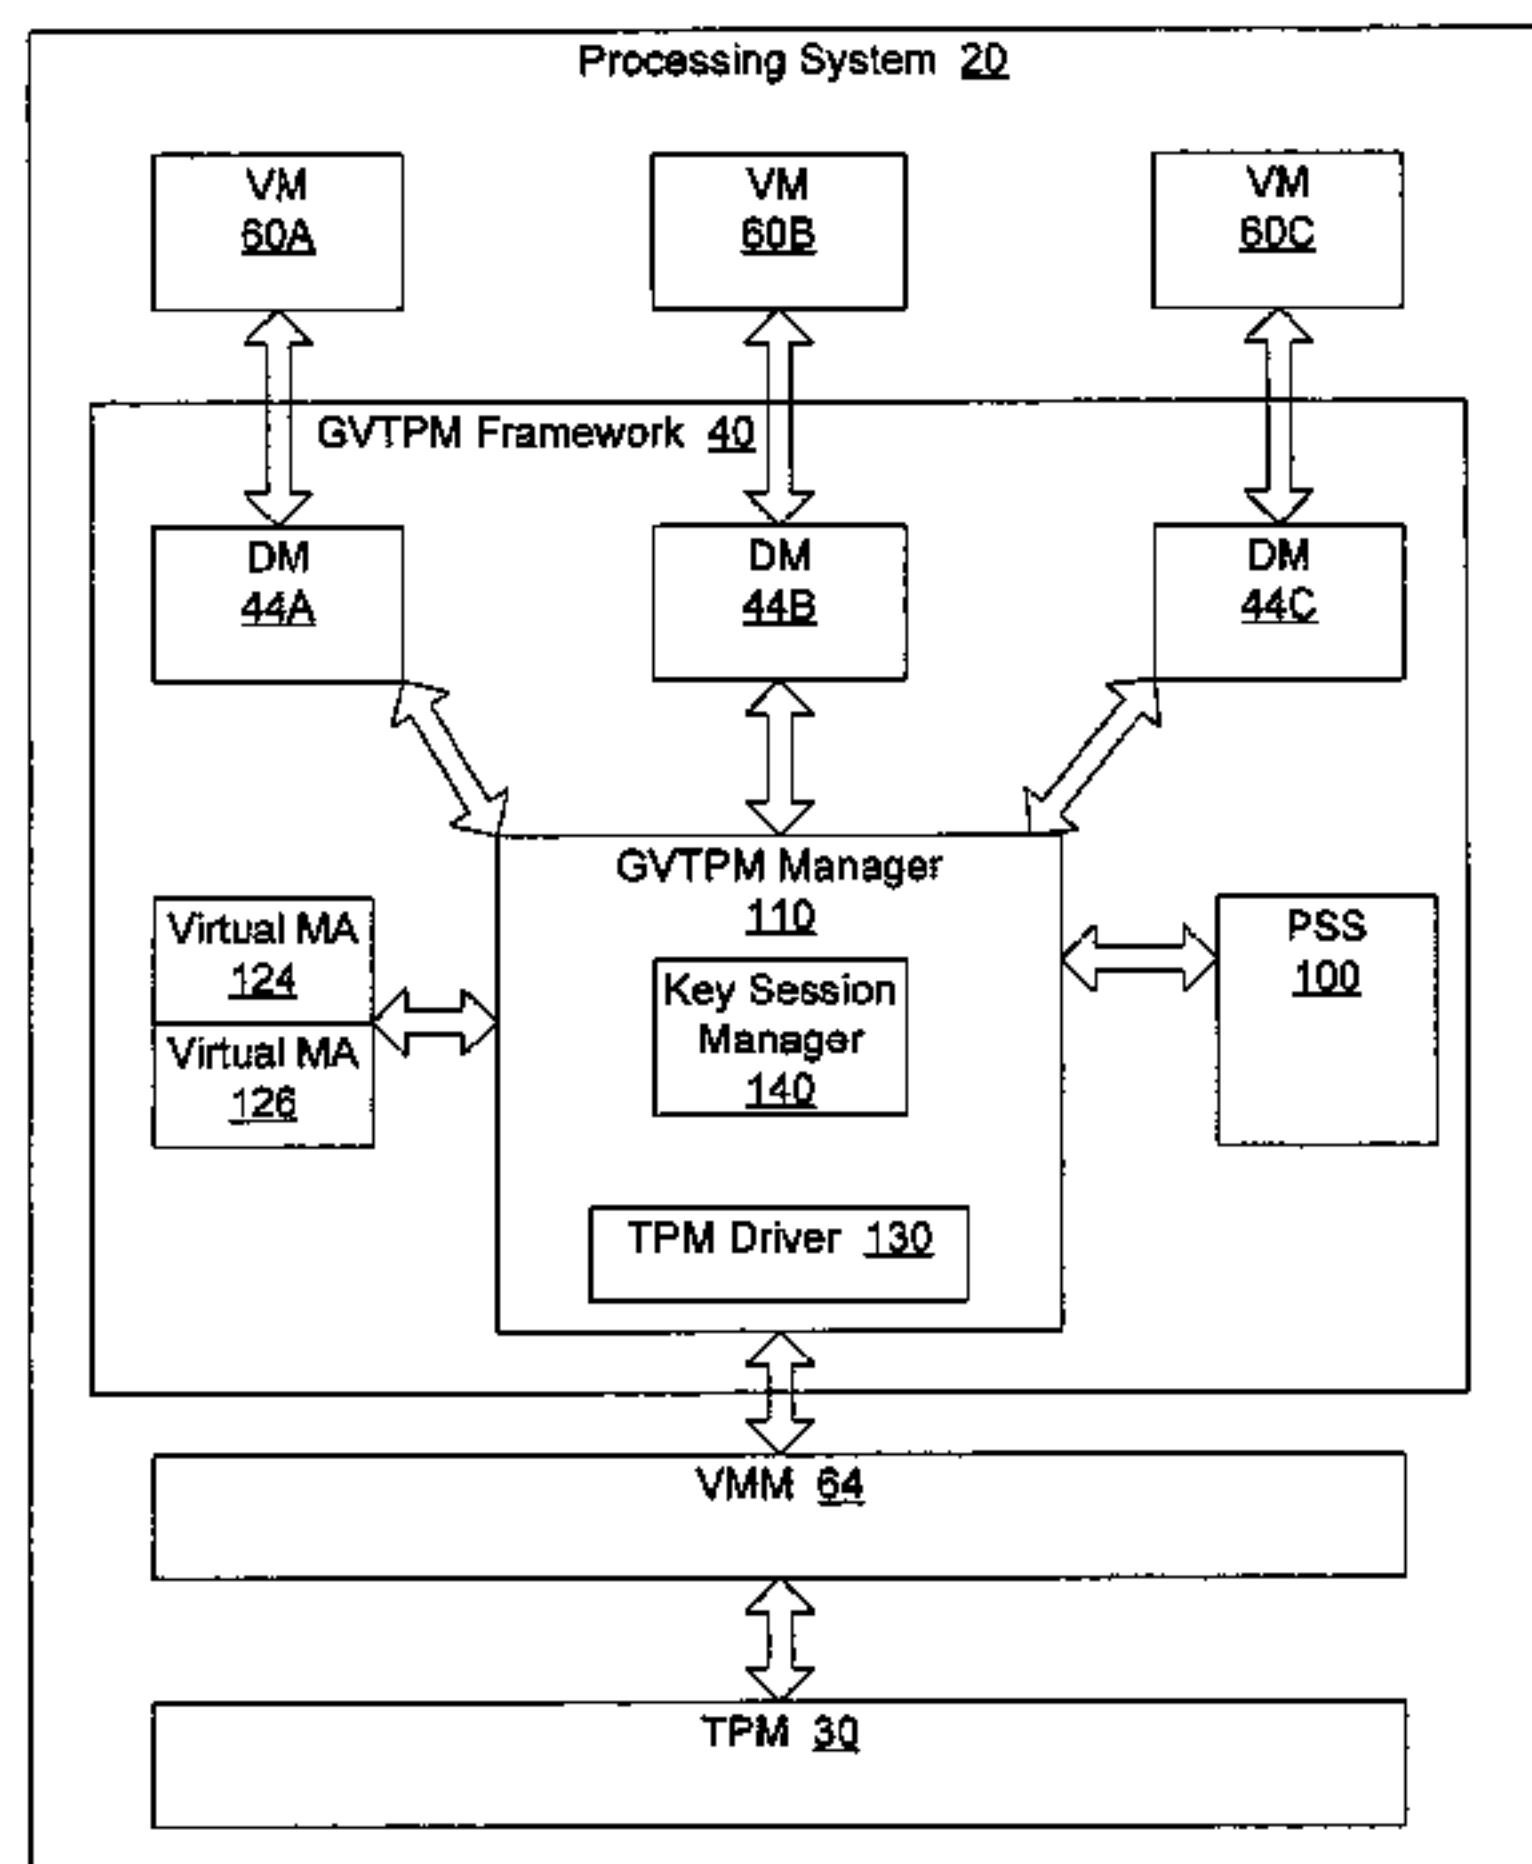 Processing System 20
VM
60A
VM
60B
VM
60C
GVTPM Framework 40
DM
44A
DM
44B
DM
44C
GVTPM Manager
110
Virtual MA
124
Virtual MA
126
Key Session
Manager
140
PSS
100
TPM Driver 130
VMM 64
TPM 30